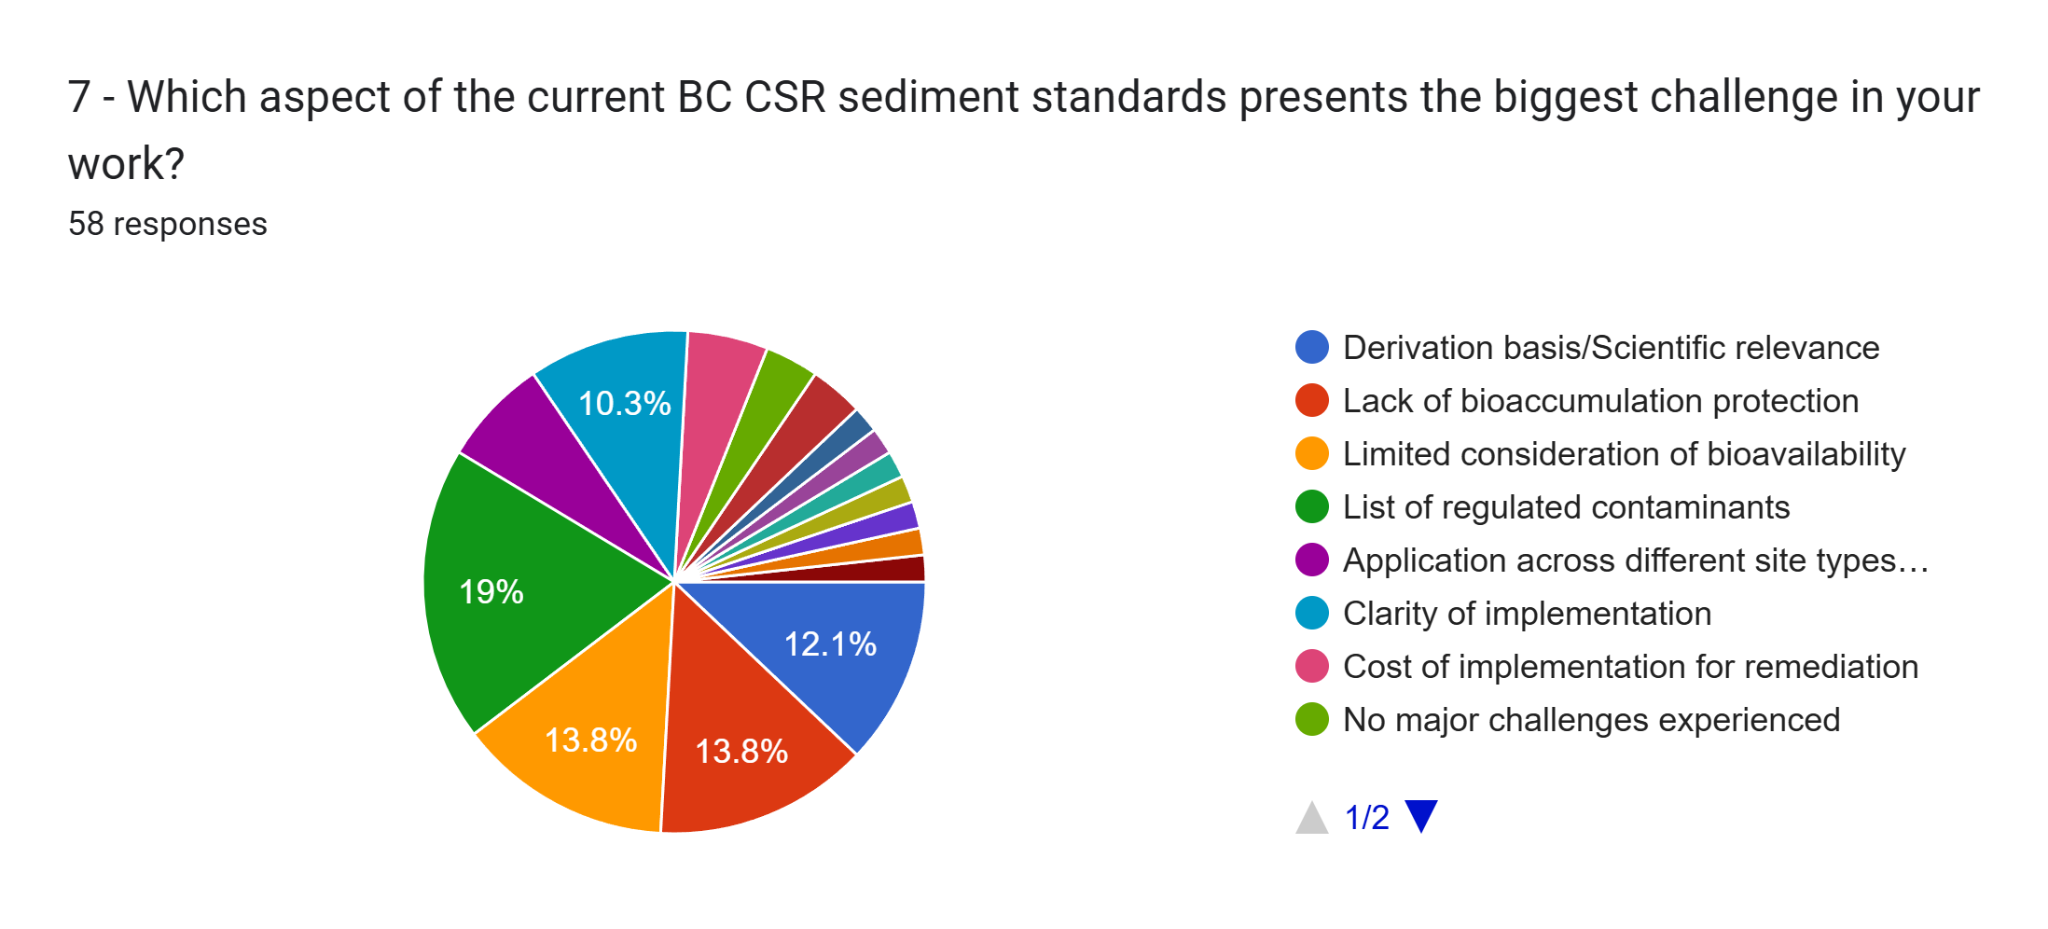 7 - Which aspect of the current BC CSR sediment standards presents the biggest challenge in your
work?
58 responses
10.3%
19%
12.1%
13.8%
13.8%
Derivation basis/Scientific relevance
Lack of bioaccumulation protection
Limited consideration of bioavailability
List of regulated contaminants
Application across different site types…
Clarity of implementation
Cost of implementation for remediation
No major challenges experienced
1/2